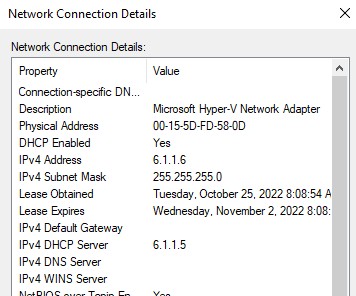 Network Connection Details
Network Connection Details:
Property Value
Connection-specific DN...
Description Microsoft Hyper-V Network Adapter
Physical Address 00-15-5D-FD-58-0D
DHCP Enabled Yes
IPv4 Address 6.1.1.6
IPv4 Subnet Mask 255.255.255.0
Lease Obtained Tuesday, October 25, 2022 8:08:54 A
Lease Expires Wednesday, November 2, 2022 8:08:
IPv4 Default Gateway
IPv4 DHCP Server 6.1.1.5
IPv4 DNS Server
IPv4 WINS Server
NetBIOS over Tcpip En... Yes